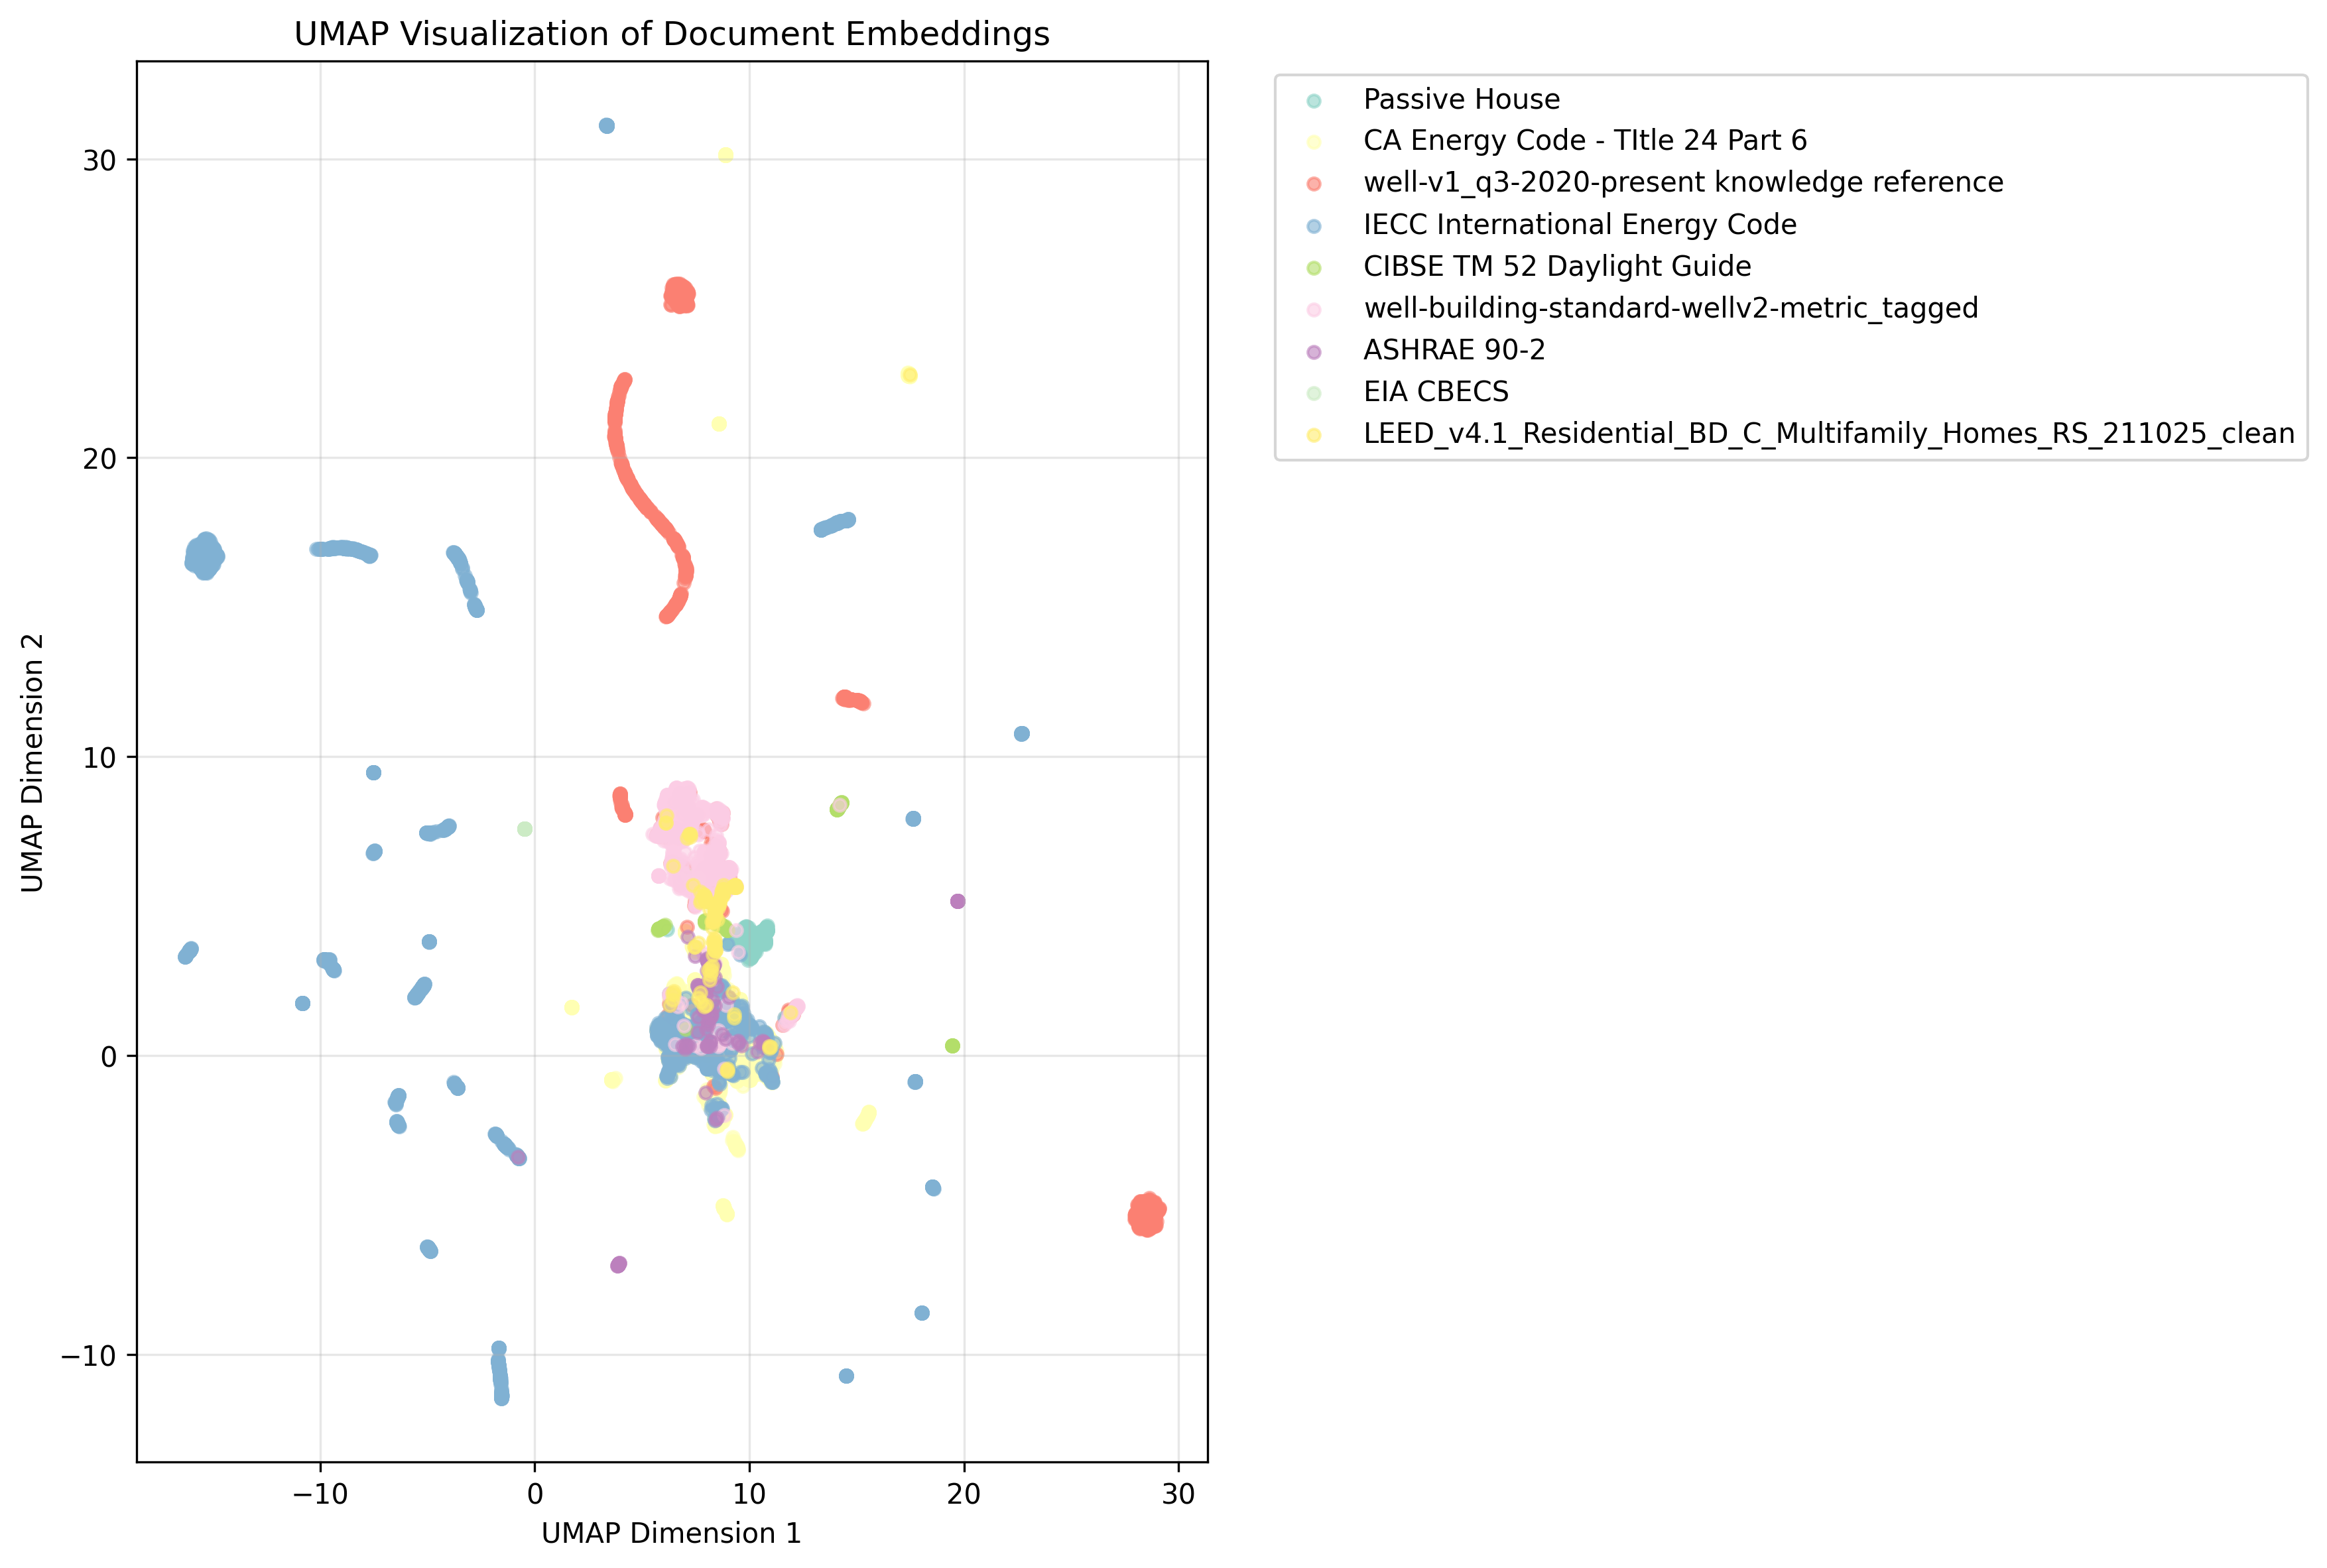 UMAP Visualization of Document Embeddings
UMAP Dimension 2
30
20
10
0
−10
−10
0
10
20
30
UMAP Dimension 1
Passive House
CA Energy Code - TItle 24 Part 6
well-v1_q3-2020-present knowledge reference
IECC International Energy Code
CIBSE TM 52 Daylight Guide
well-building-standard-wellv2-metric_tagged
ASHRAE 90-2
EIA CBECS
LEED_v4.1_Residential_BD_C_Multifamily_Homes_RS_211025_clean